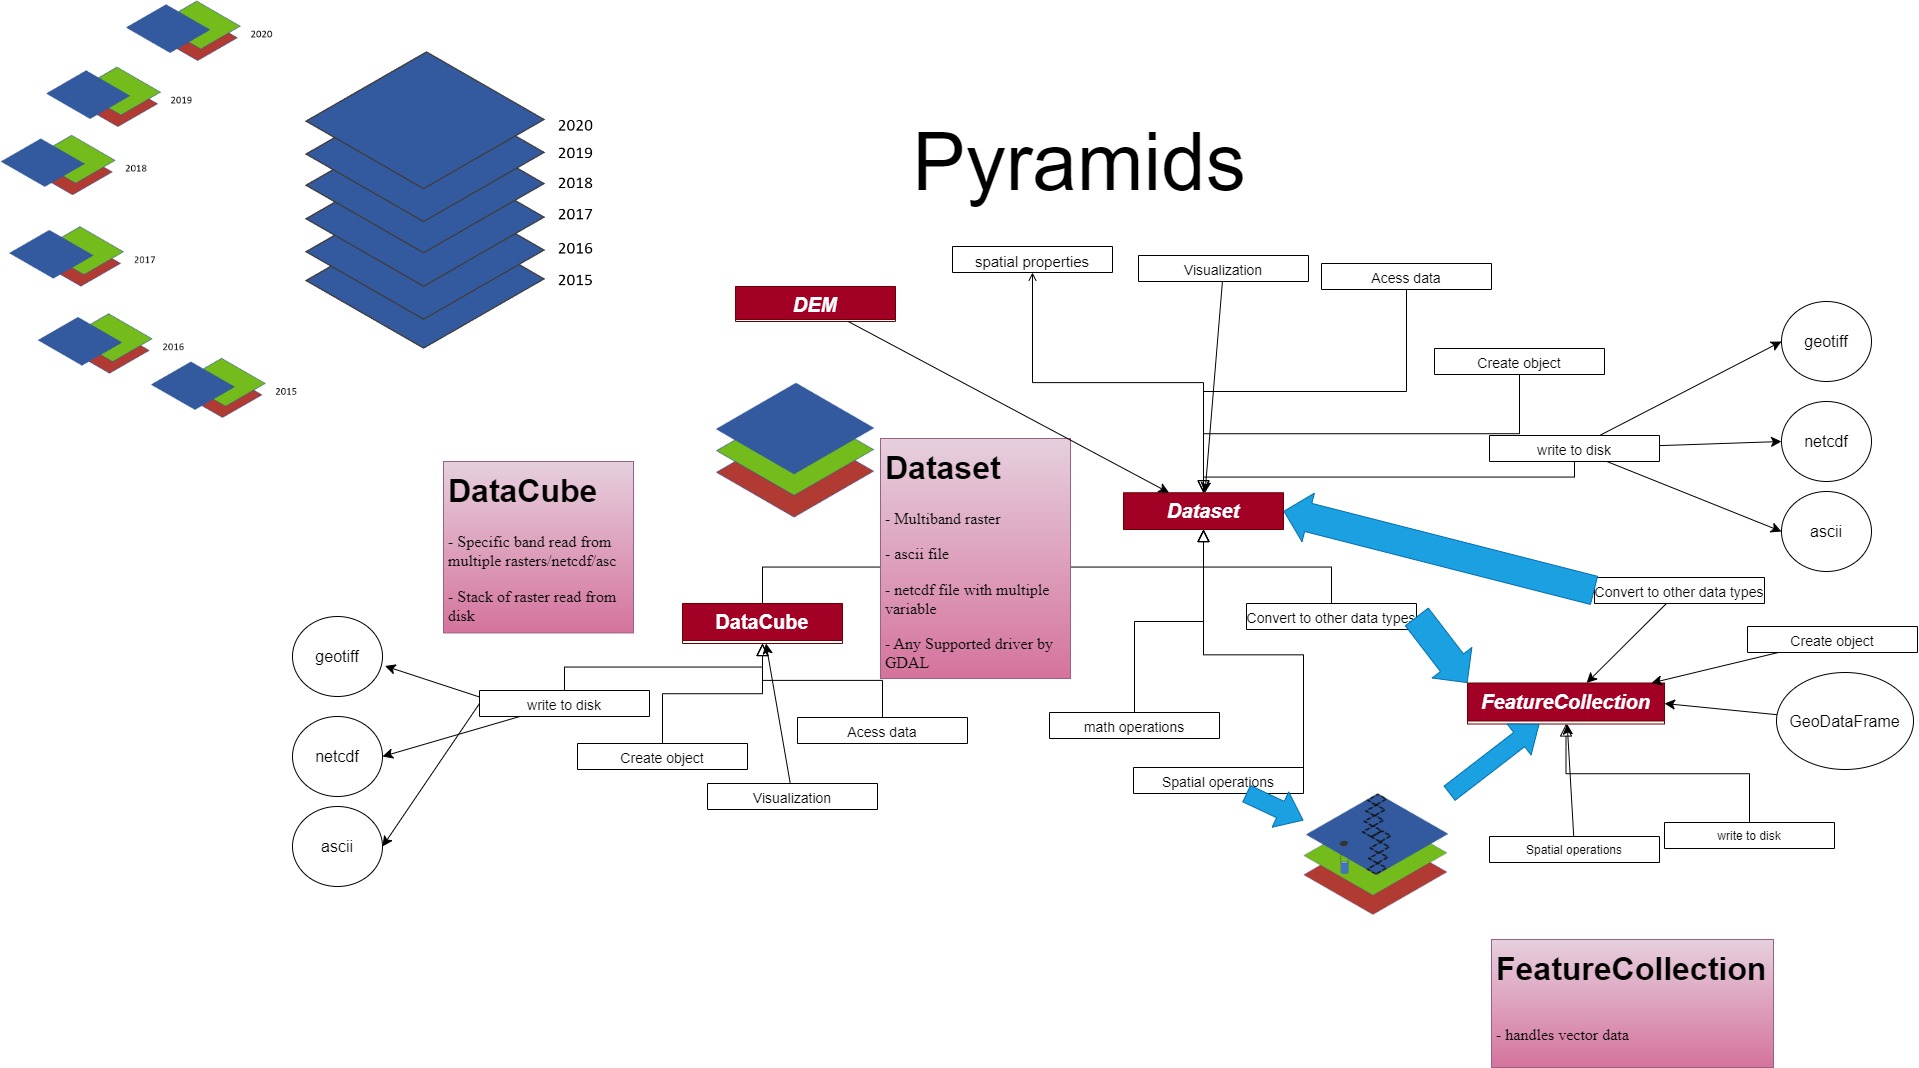 2020
2019
2018
2017
2016
2015
2020
2019
2018
2017
2016
2015
Pyramids
spatial properties
Visualization
Acess data
DEM
Create object
write to disk
geotiff
netcdf
ascii
Dataset
- Multiband raster
- ascii file
- netcdf file with multiple
variable
- Any Supported driver by
GDAL
DataCube
- Specific band read from
multiple rasters/netcdf/asc
- Stack of raster read from
disk
Dataset
Convert to other data types
Convert to other data types
DataCube
Create object
geotiff
netcdf
ascii
write to disk
Create object
Acess data
Visualization
math operations
Spatial operations
FeatureCollection
GeoDataFrame
Spatial operations
write to disk
FeatureCollection
- handles vector data